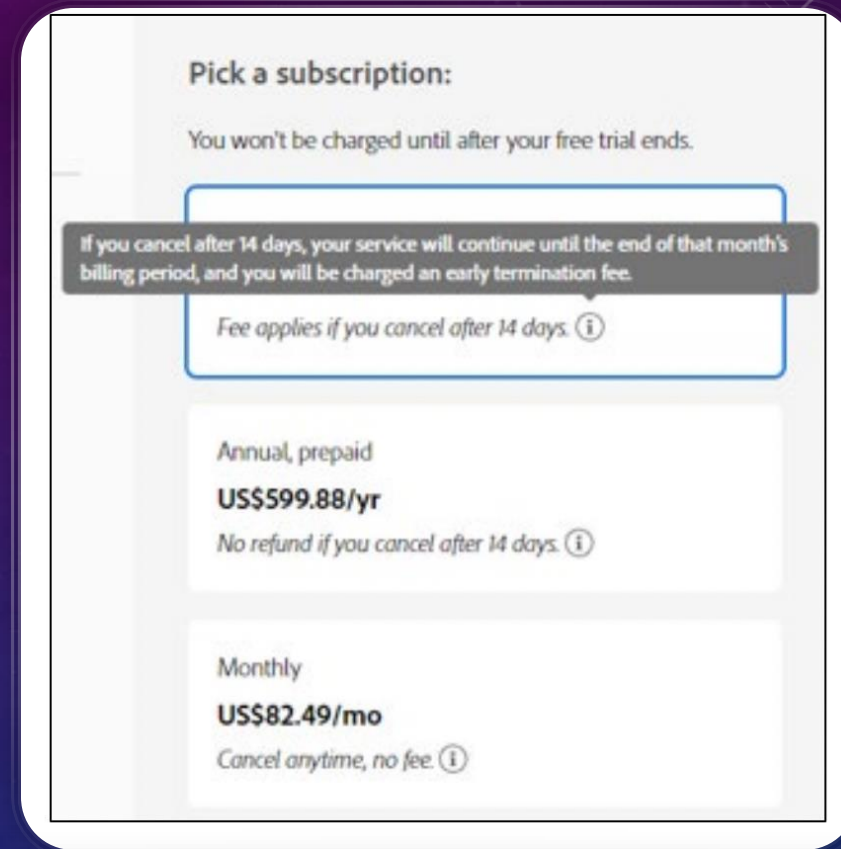 Pick a subscription:
You won't be charged until after your free trial ends.
If you cancel after 14 days, your service will continue until the end of that month's
billing period, and you will be charged an early termination fee.
Fee applies if you cancel after 14 days. i
Annual, prepaid
US$599.88/yr
No refund if you cancel after 14 days. i
Monthly
US$82.49/mo
Cancel anytime, no fee. i